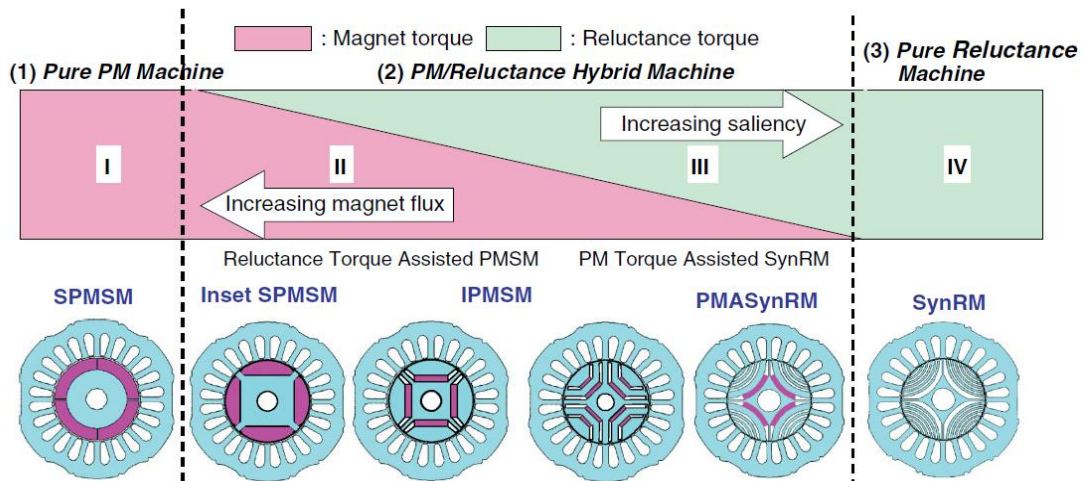 : Magnet torque : Reluctance torque
(1) Pure PM Machine
(2) PM/Reluctance Hybrid Machine
(3) Pure Reluctance
Machine
Increasing saliency
I
II
III
IV
Increasing magnet flux
Reluctance Torque Assisted PMSM
PM Torque Assisted SynRM
SPMSM
Inset SPMSM
IPMSM
PMASynRM
SynRM